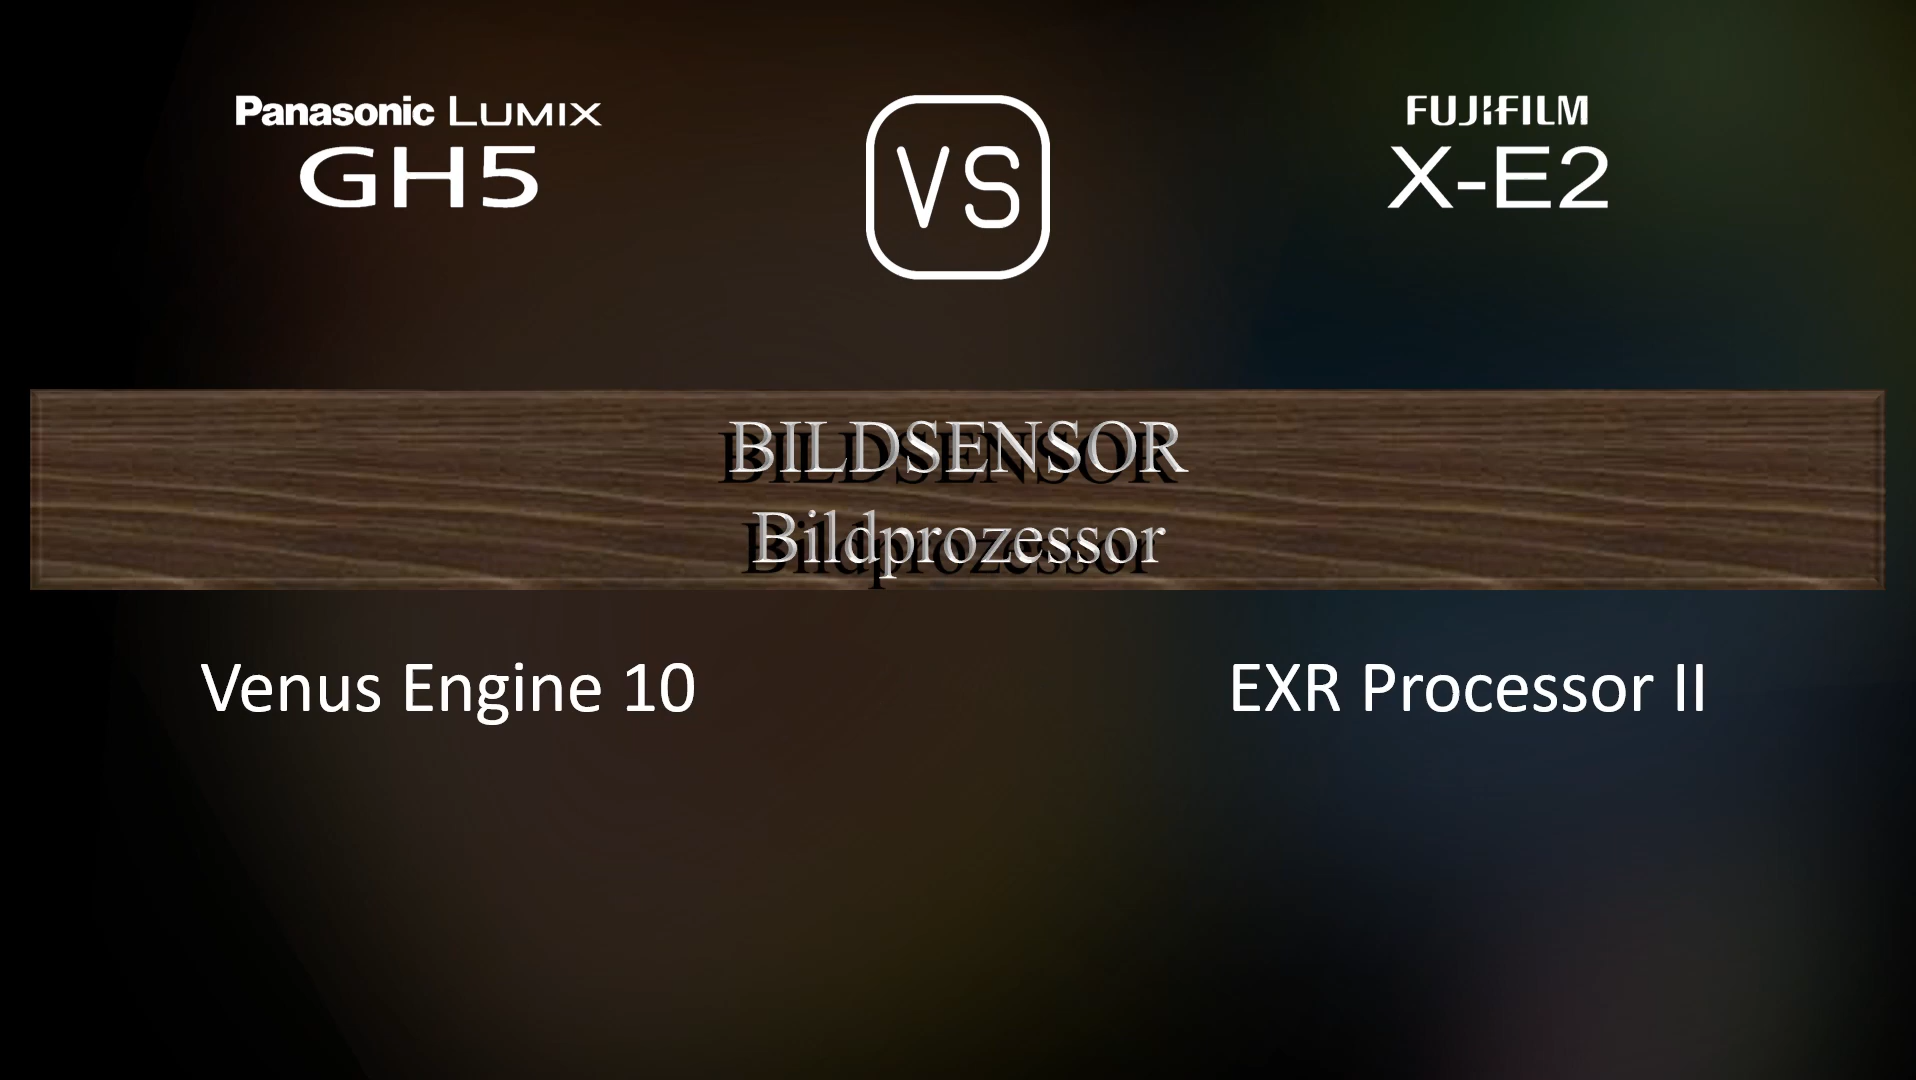 Panasonic LUMIX
GH5
VS
FUJIFILM
X-E2
BILDSENSOR
Bildprozessor
Venus Engine 10
EXR Processor II